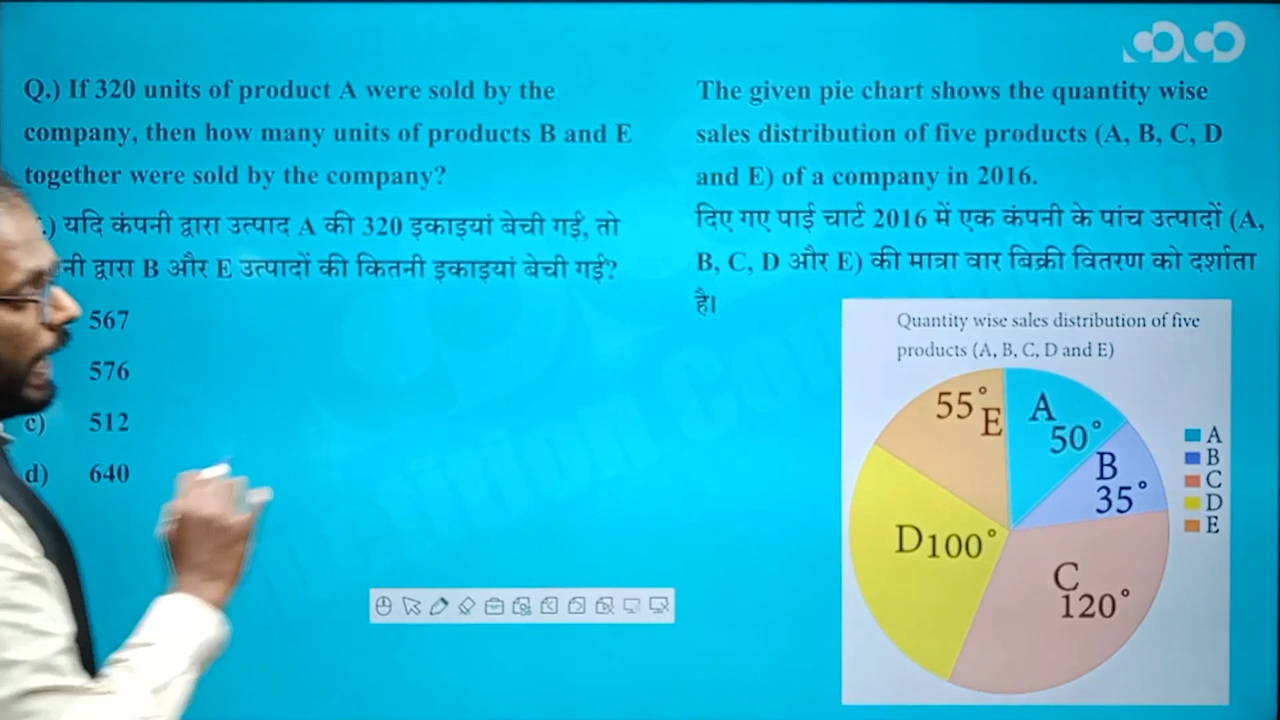 Q.) If 320 units of product A were sold by the
company, then how many units of products B and E
together were sold by the company?
.) यदि कंपनी द्वारा उत्पाद A की 320 इकाइयां बेची गईं, तो
नी द्वारा B और E उत्पादों की कितनी इकाइयां बेची गईं?
567
576
c) 512
d) 640
The given pie chart shows the quantity wise
sales distribution of five products (A, B, C, D
and E) of a company in 2016.
दिए गए पाई चार्ट 2016 में एक कंपनी के पांच उत्पादों (A,
B, C, D और E) की मात्रा वार बिक्री वितरण को दर्शाता
है।
Quantity wise sales distribution of five
products (A, B, C, D and E)
55° E
A
50°
B
35°
D 100°
C
120°
A
B
C
D
E